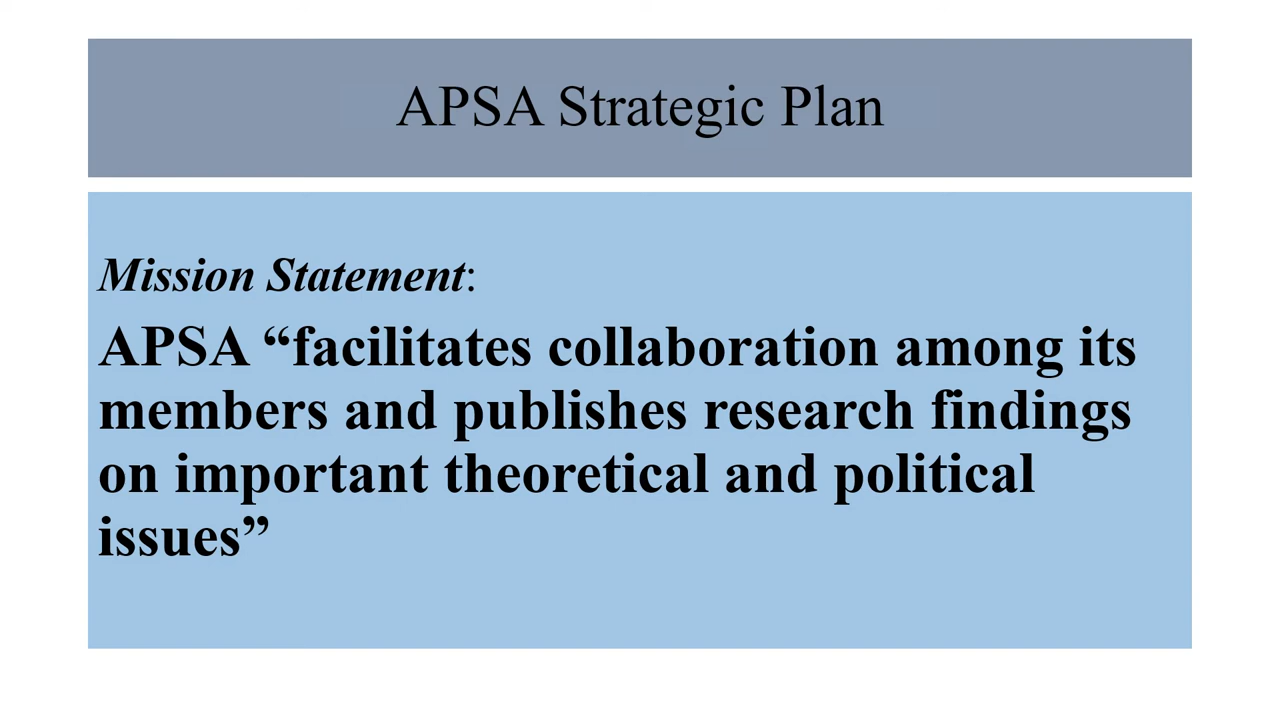 APSA Strategic Plan
Mission Statement:
APSA “facilitates collaboration among its
members and publishes research findings
on important theoretical and political
issues”